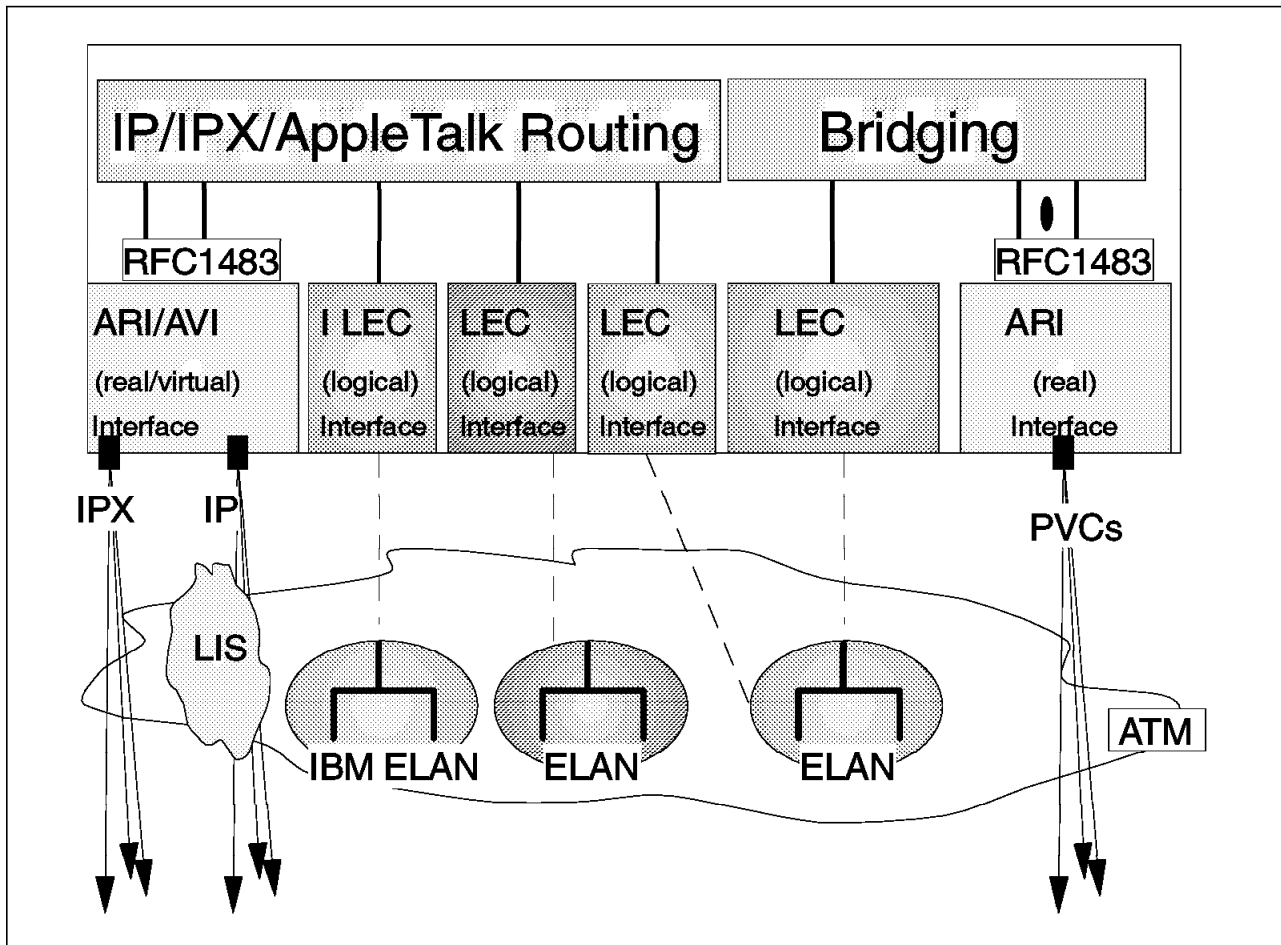 IP/IPX/AppleTalk Routing
Bridging
RFC1483
RFC1483
ARI/AVI
(real/virtual)
Interface
I LEC
(logical)
Interface
LEC
(logical)
Interface
LEC
(logical)
Interface
LEC
(logical)
Interface
ARI
(real)
Interface
IPX
IP
PVCs
LIS
IBM ELAN
ELAN
ELAN
ATM